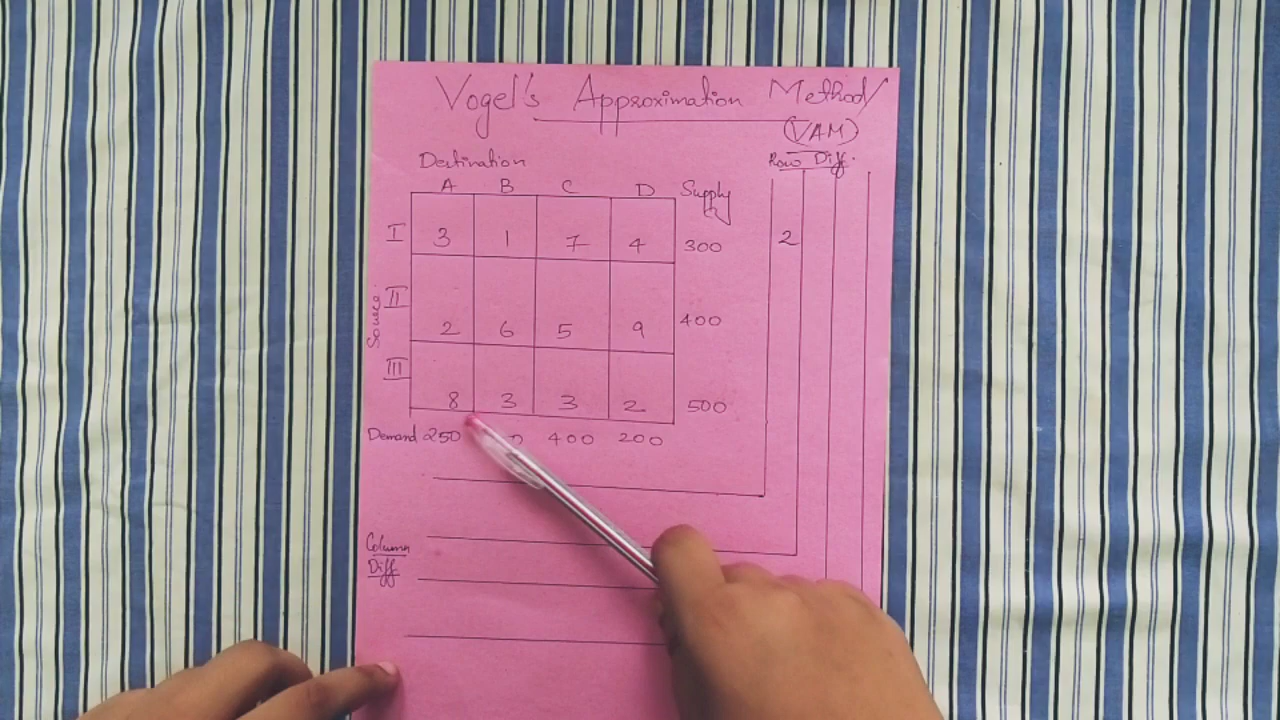 Vogel's Approximation Method
(VAM)
Destination
Row Diff.
A B C D Supply
I 3 1 7 4 300 2
II
2 6 5 9 400
III
8 3 3 2 500
Source
Demand 250 400 200
Column
Diff